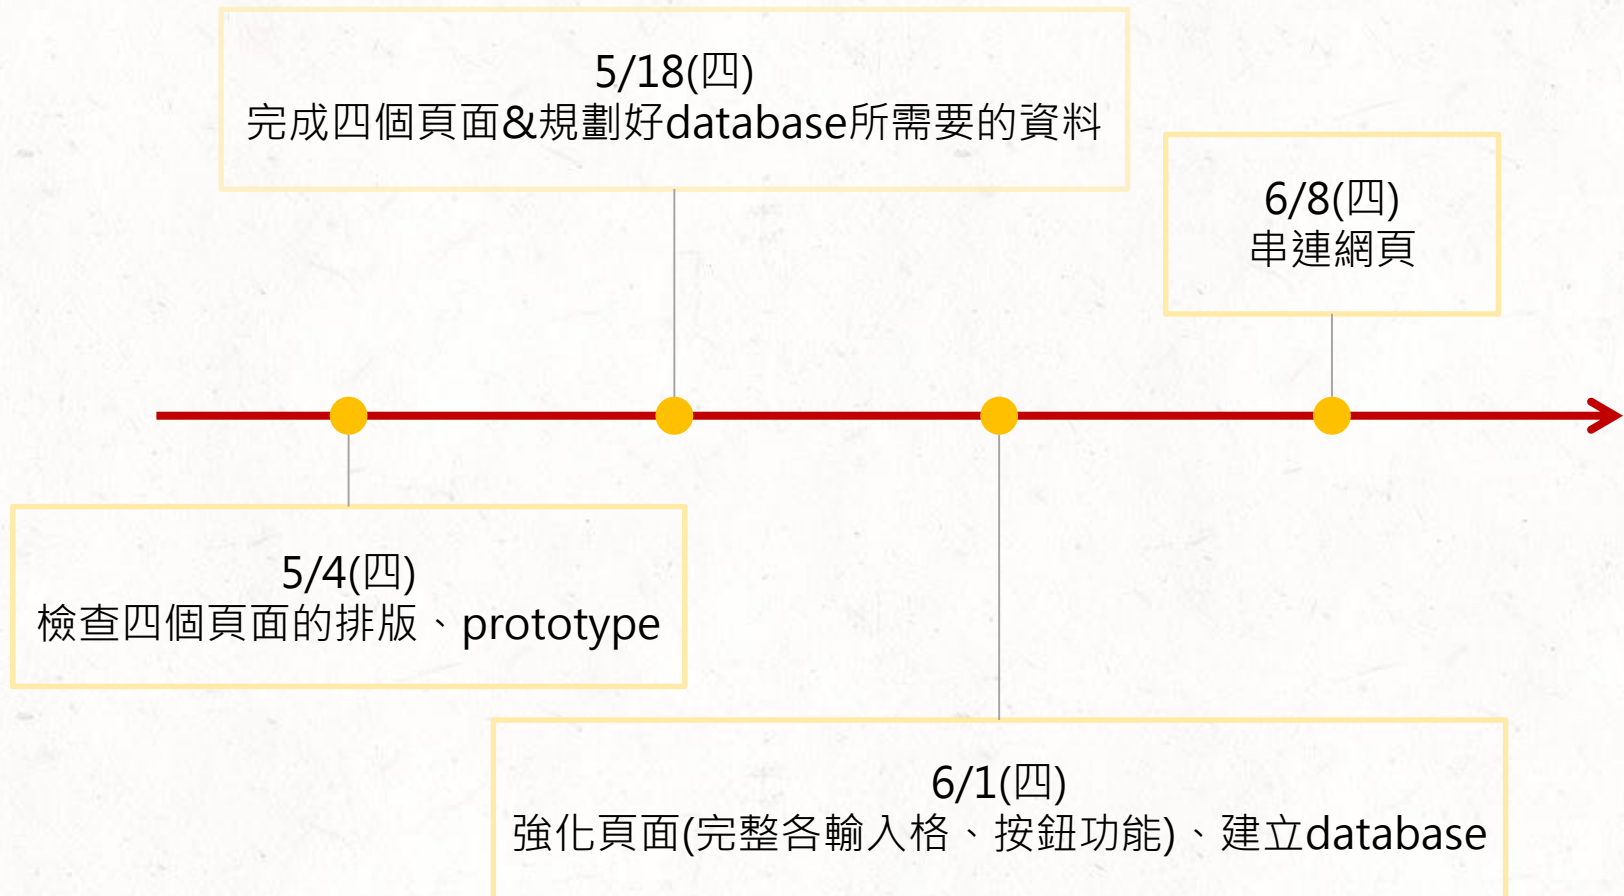 5/18(四)
完成四個頁面&規劃好database所需要的資料
6/8(四)
串連網頁
5/4(四)
檢查四個頁面的排版、prototype
6/1(四)
強化頁面(完整各輸入格、按鈕功能)、建立database